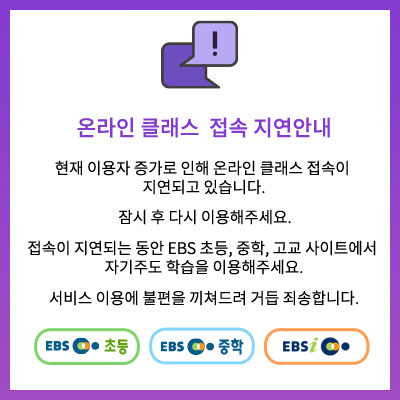 !
온라인 클래스 접속 지연안내
현재 이용자 증가로 인해 온라인 클래스 접속이
지연되고 있습니다.
잠시 후 다시 이용해주세요.
접속이 지연되는 동안 EBS 초등, 중학, 고교 사이트에서
자기주도 학습을 이용해주세요.
서비스 이용에 불편을 끼쳐드려 거듭 죄송합니다.
EBS 초등
EBS 중학
EBSi